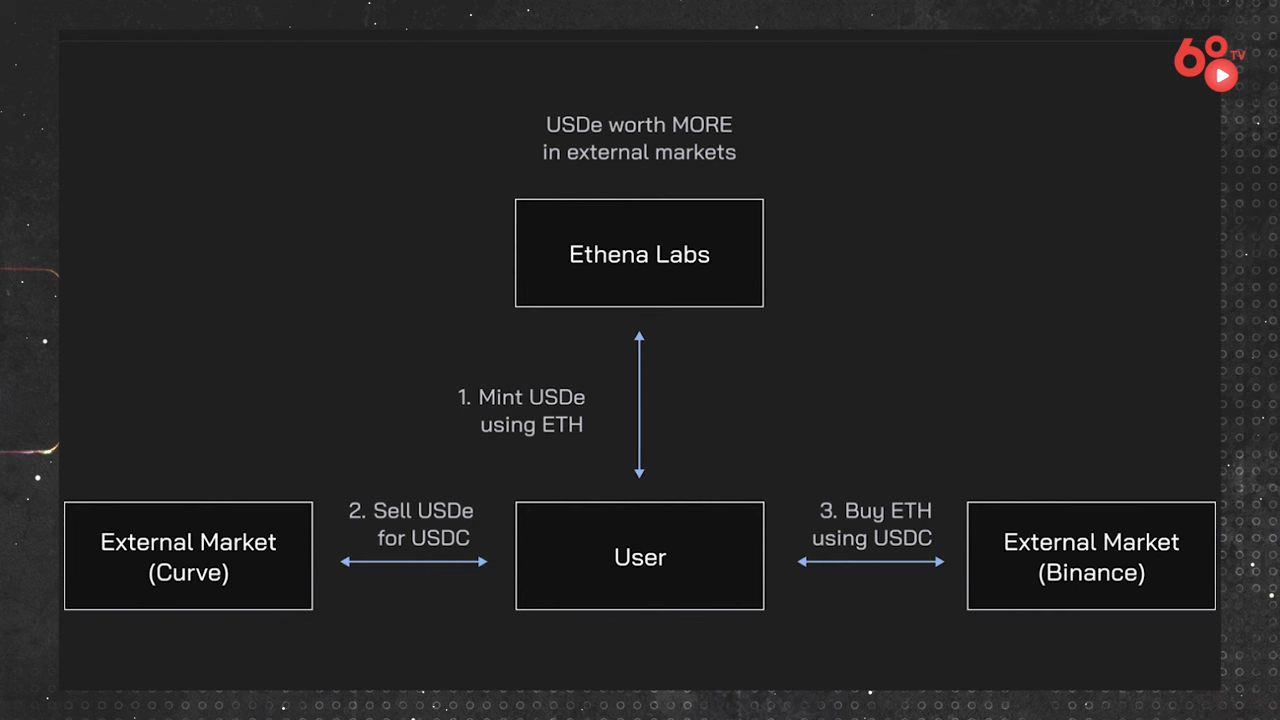 6° TV
USDe worth MORE
in external markets
Ethena Labs
1. Mint USDe
using ETH
2. Sell USDe
for USDC
3. Buy ETH
using USDC
External Market
(Curve)
User
External Market
(Binance)